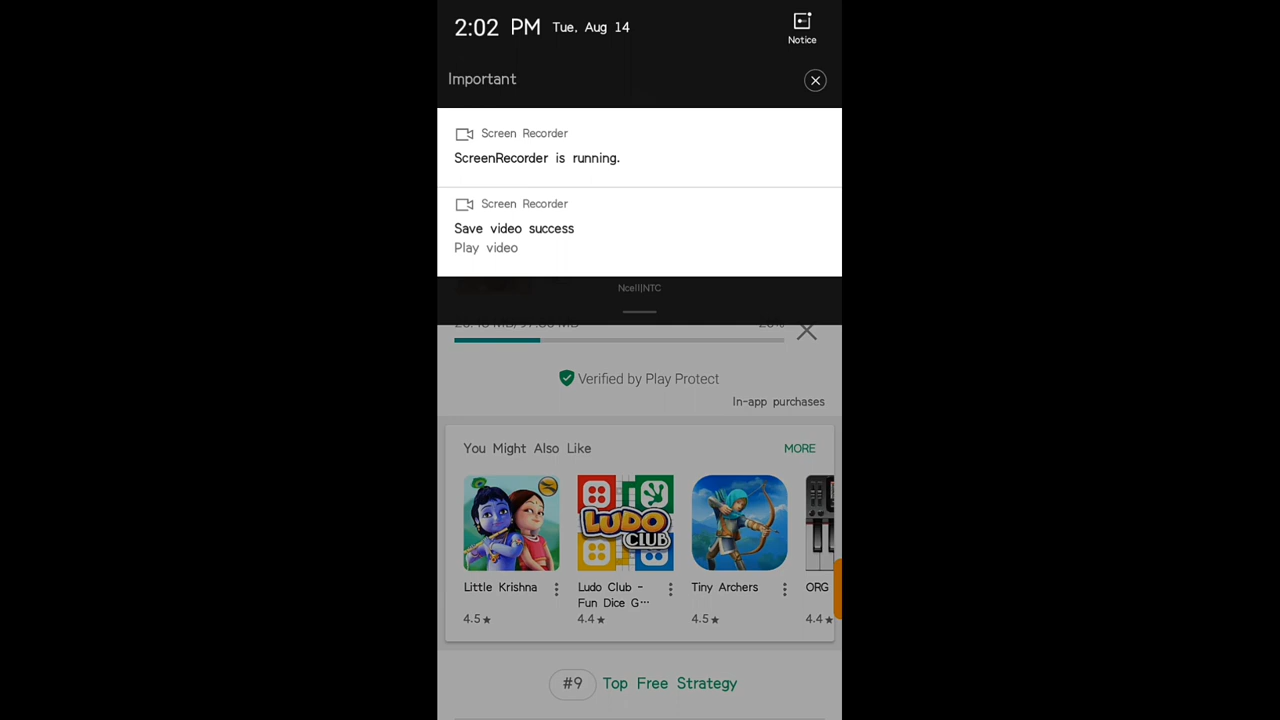 2:02 PM Tue, Aug 14
Notice
Important
Screen Recorder
ScreenRecorder is running.
Screen Recorder
Save video success
Play video
Ncell|NTC
Verified by Play Protect
In-app purchases
You Might Also Like MORE
LUDO
CLUB
Little Krishna Ludo Club - Tiny Archers ORG
Fun Dice G...
4.5★ 4.4★ 4.5★ 4.4★
#9 Top Free Strategy